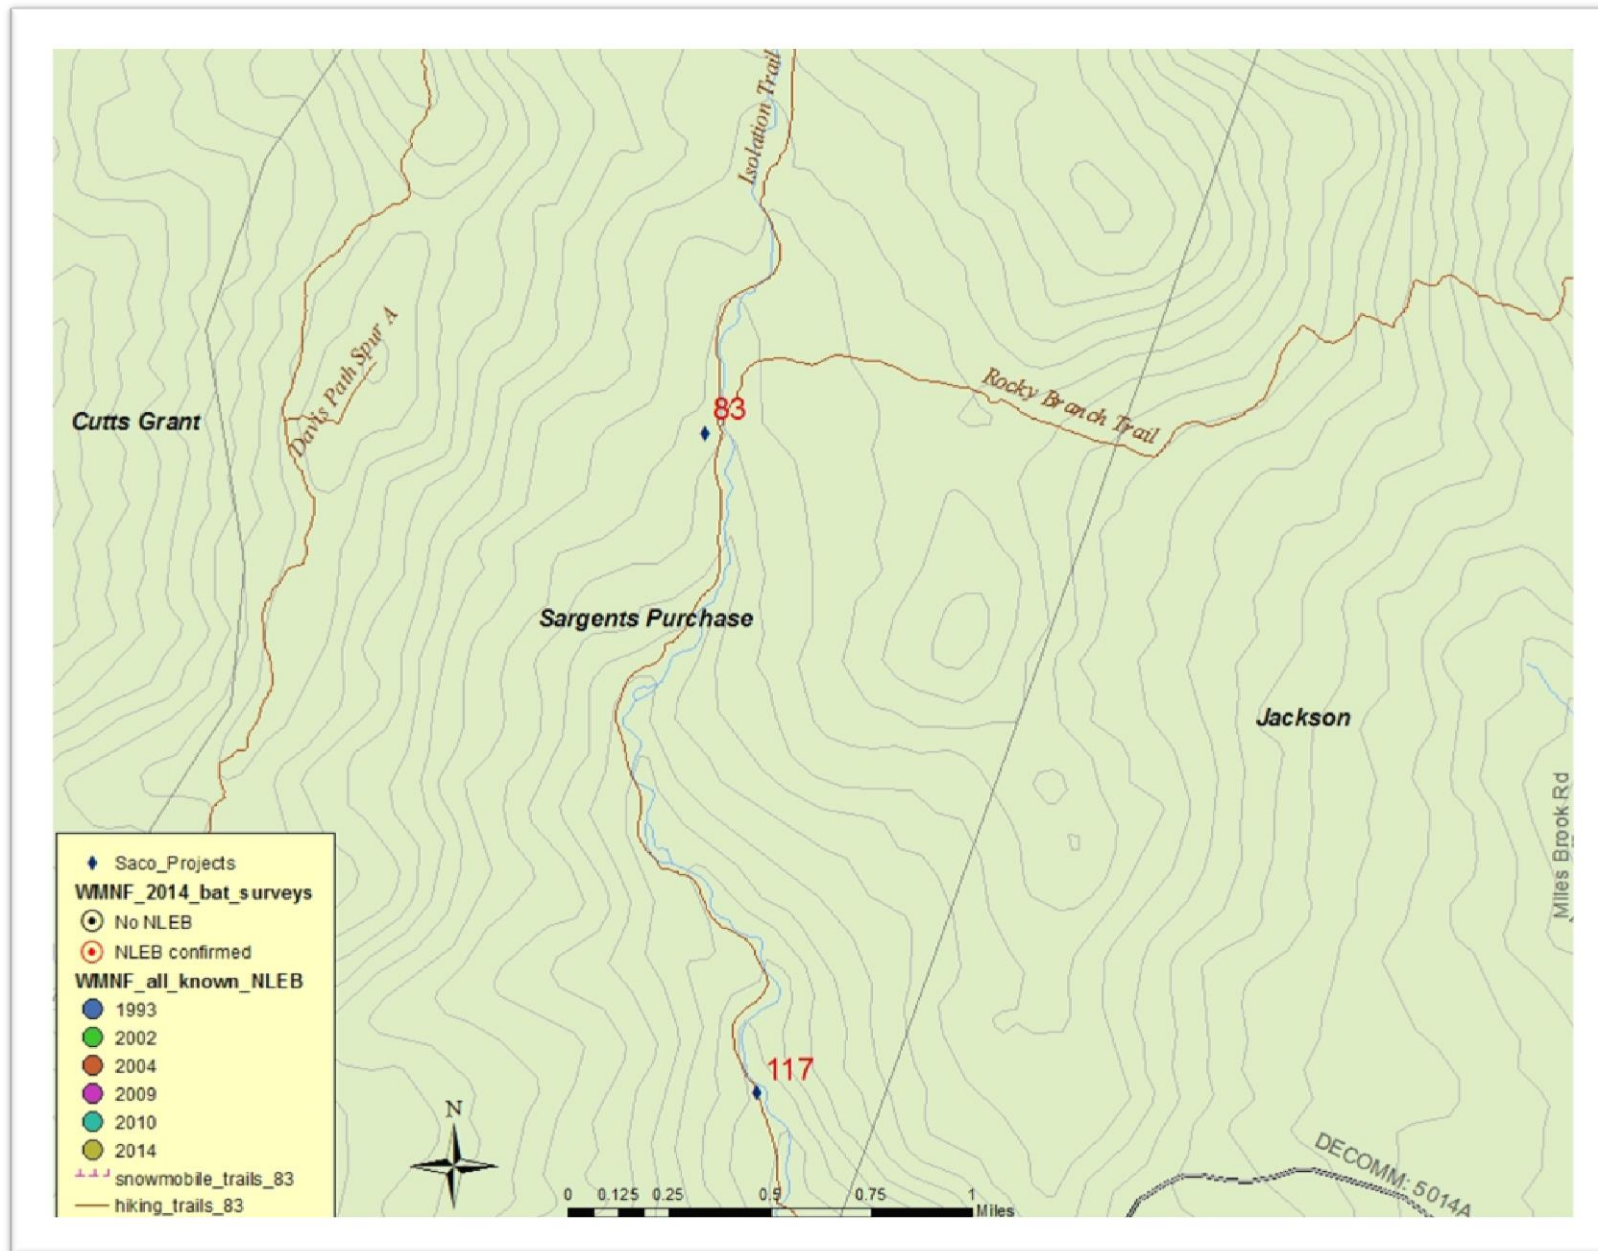 Isolation Trail
Davis Path Spur A
Rocky Branch Trail
83
Cutts Grant
Sargents Purchase
Jackson
Miles Brook Rd
117
DECOMM: 5014A
Saco_Projects
WMNF_2014_bat_surveys
No NLEB
NLEB confirmed
WMNF_all_known_NLEB
1993
2002
2004
2009
2010
2014
snowmobile_trails_83
hiking_trails_83
N
0 0.125 0.25 0.5 0.75 1
Miles